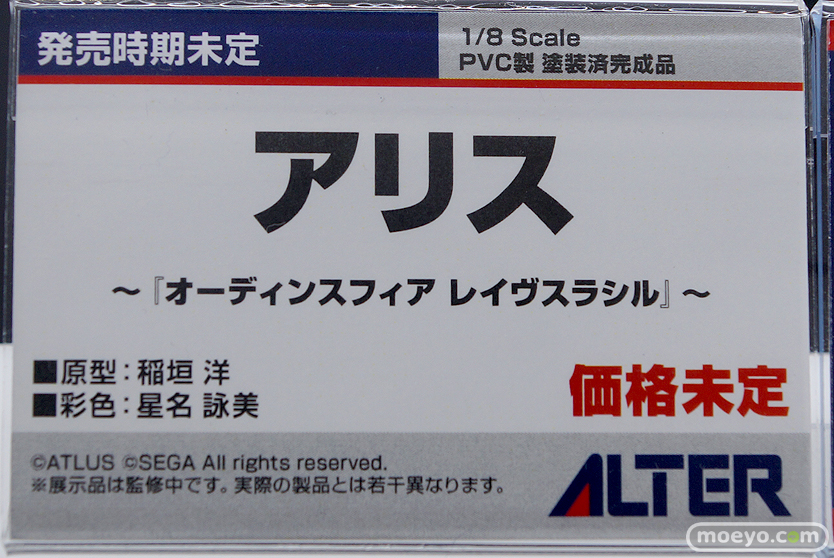 発売時期未定
1/8 Scale
PVC製 塗装済完成品
アリス
～『オーディンスフィア レイヴスラシル』～
■原型：稲垣 洋
■彩色：星名 詠美
価格未定
©ATLUS ©SEGA All rights reserved.
※展示品は監修中です。実際の製品とは若干異なります。
ALTER
moeyo.com